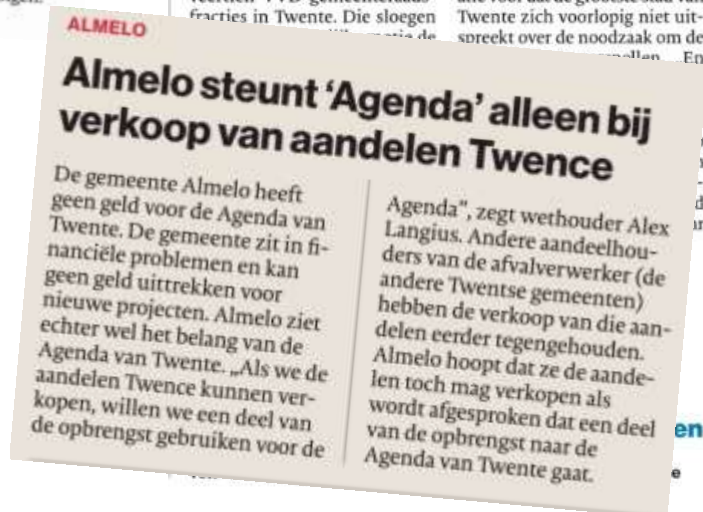 fracties in Twente. Die sloegen
Twente zich voorlopig niet uit-
spreekt over de noodzaak om de
En
ALMELO
Almelo steunt ‘Agenda’ alleen bij
verkoop van aandelen Twence
De gemeente Almelo heeft
geen geld voor de Agenda van
Twente. De gemeente zit in fi-
nanciële problemen en kan
geen geld uittrekken voor
nieuwe projecten. Almelo ziet
echter wel het belang van de
Agenda van Twente. „Als we de
aandelen Twence kunnen ver-
kopen, willen we een deel van
de opbrengst gebruiken voor de
Agenda”, zegt wethouder Alex
Langius. Andere aandeelhou-
ders van de afvalverwerker (de
andere Twentse gemeenten)
hebben de verkoop van die aan-
delen eerder tegengehouden.
Almelo hoopt dat ze de aande-
len toch mag verkopen als
wordt afgesproken dat een deel
van de opbrengst naar de
Agenda van Twente gaat.
en
e